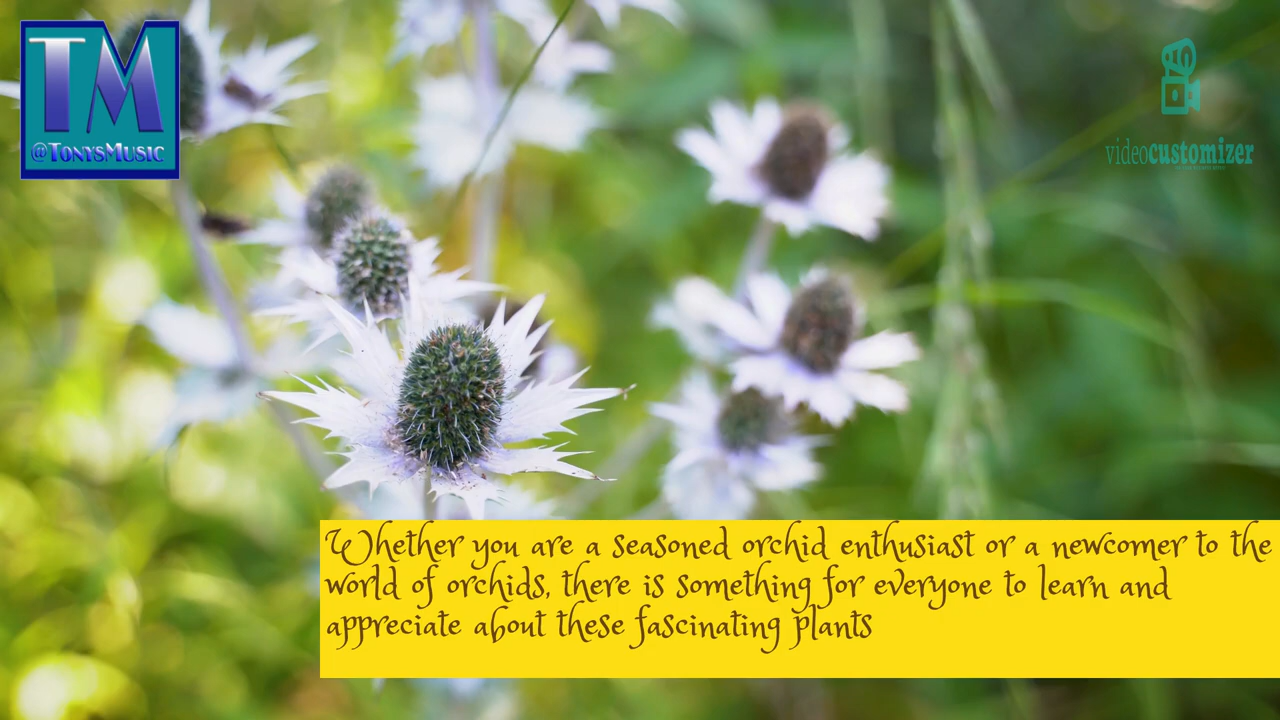 TM
@TonysMusic
videocustomizer
Whether you are a seasoned orchid enthusiast or a newcomer to the
world of orchids, there is something for everyone to learn and
appreciate about these fascinating plants